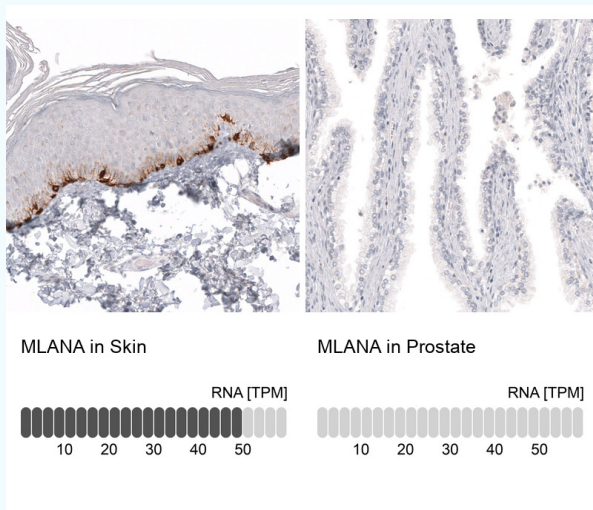 MLANA in Skin
RNA [TPM]
10 20 30 40 50
MLANA in Prostate
RNA [TPM]
10 20 30 40 50